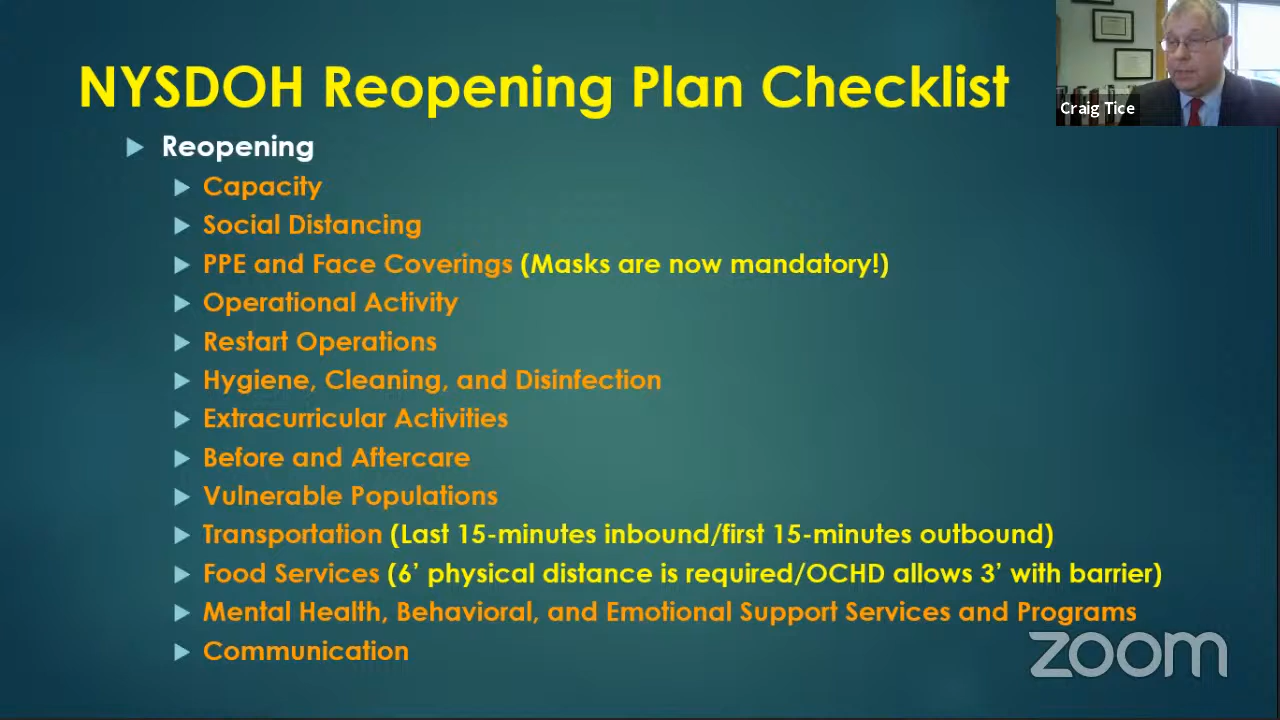 NYSDOH Reopening Plan Checklist
Craig Tice
Reopening
Capacity
Social Distancing
PPE and Face Coverings (Masks are now mandatory!)
Operational Activity
Restart Operations
Hygiene, Cleaning, and Disinfection
Extracurricular Activities
Before and Aftercare
Vulnerable Populations
Transportation (Last 15-minutes inbound/first 15-minutes outbound)
Food Services (6’ physical distance is required/OCHD allows 3’ with barrier)
Mental Health, Behavioral, and Emotional Support Services and Programs
Communication
zoom